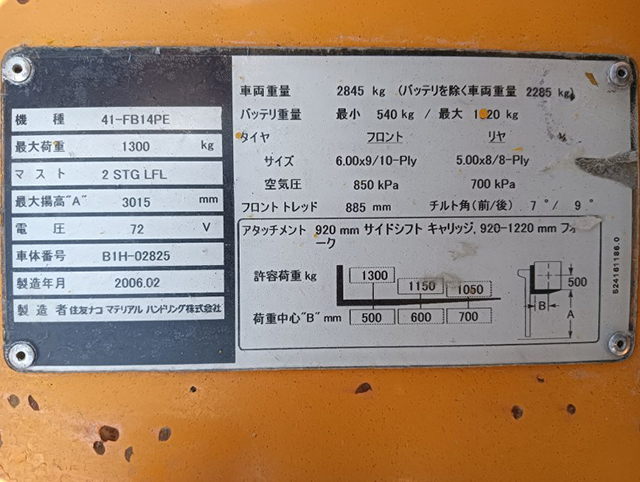 機 種 41-FB14PE
最大荷重 1300 kg
マスト 2 STG LFL
最大揚高"A" 3015 mm
電 圧 72 V
車体番号 B1H-02825
製造年月 2006.02
製造者 住友ナコ マテリアル ハンドリング株式会社
車両重量 2845 kg (バッテリを除く車両重量 2285 kg)
バッテリ重量 最小 540 kg / 最大 kg
タイヤ フロント リヤ
サイズ 6.00x9/10-Ply 5.00x8/8-Ply
空気圧 850 kPa 700 kPa
フロント トレッド 885 mm チルト角(前/後) 7° / 9°
アタッチメント 920 mm サイドシフト キャリッジ, 920-1220 mm フォ
ーク
許容荷重 kg 1300 1150 1050
荷重中心"B" mm 500 600 700
500
B
A
524161186.0